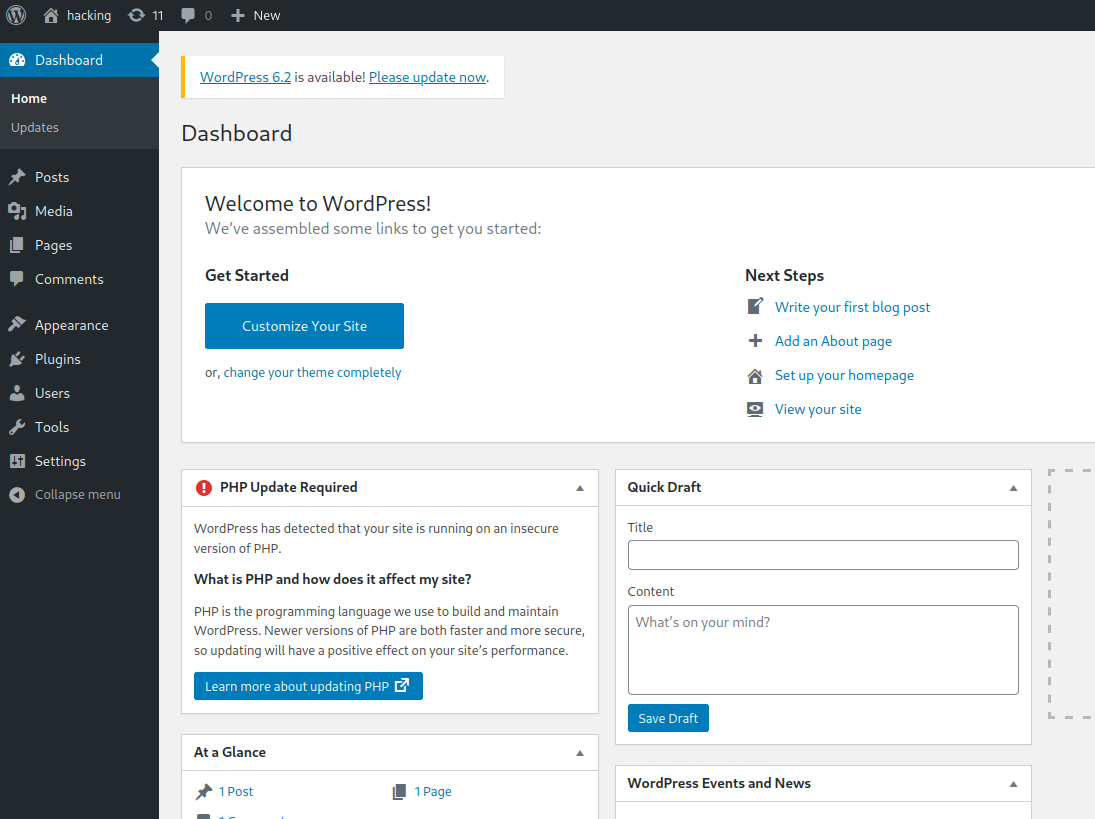 hacking 11 0 New
Dashboard
Home
Updates
Posts
Media
Pages
Comments
Appearance
Plugins
Users
Tools
Settings
Collapse menu
WordPress 6.2 is available! Please update now.
Dashboard
Welcome to WordPress!
We've assembled some links to get you started:
Get Started
Customize Your Site
or, change your theme completely
Next Steps
Write your first blog post
Add an About page
Set up your homepage
View your site
PHP Update Required
WordPress has detected that your site is running on an insecure
version of PHP.
What is PHP and how does it affect my site?
PHP is the programming language we use to build and maintain
WordPress. Newer versions of PHP are both faster and more secure,
so updating will have a positive effect on your site's performance.
Learn more about updating PHP
At a Glance
1 Post
1 Page
Quick Draft
Title
Content
What's on your mind?
Save Draft
WordPress Events and News